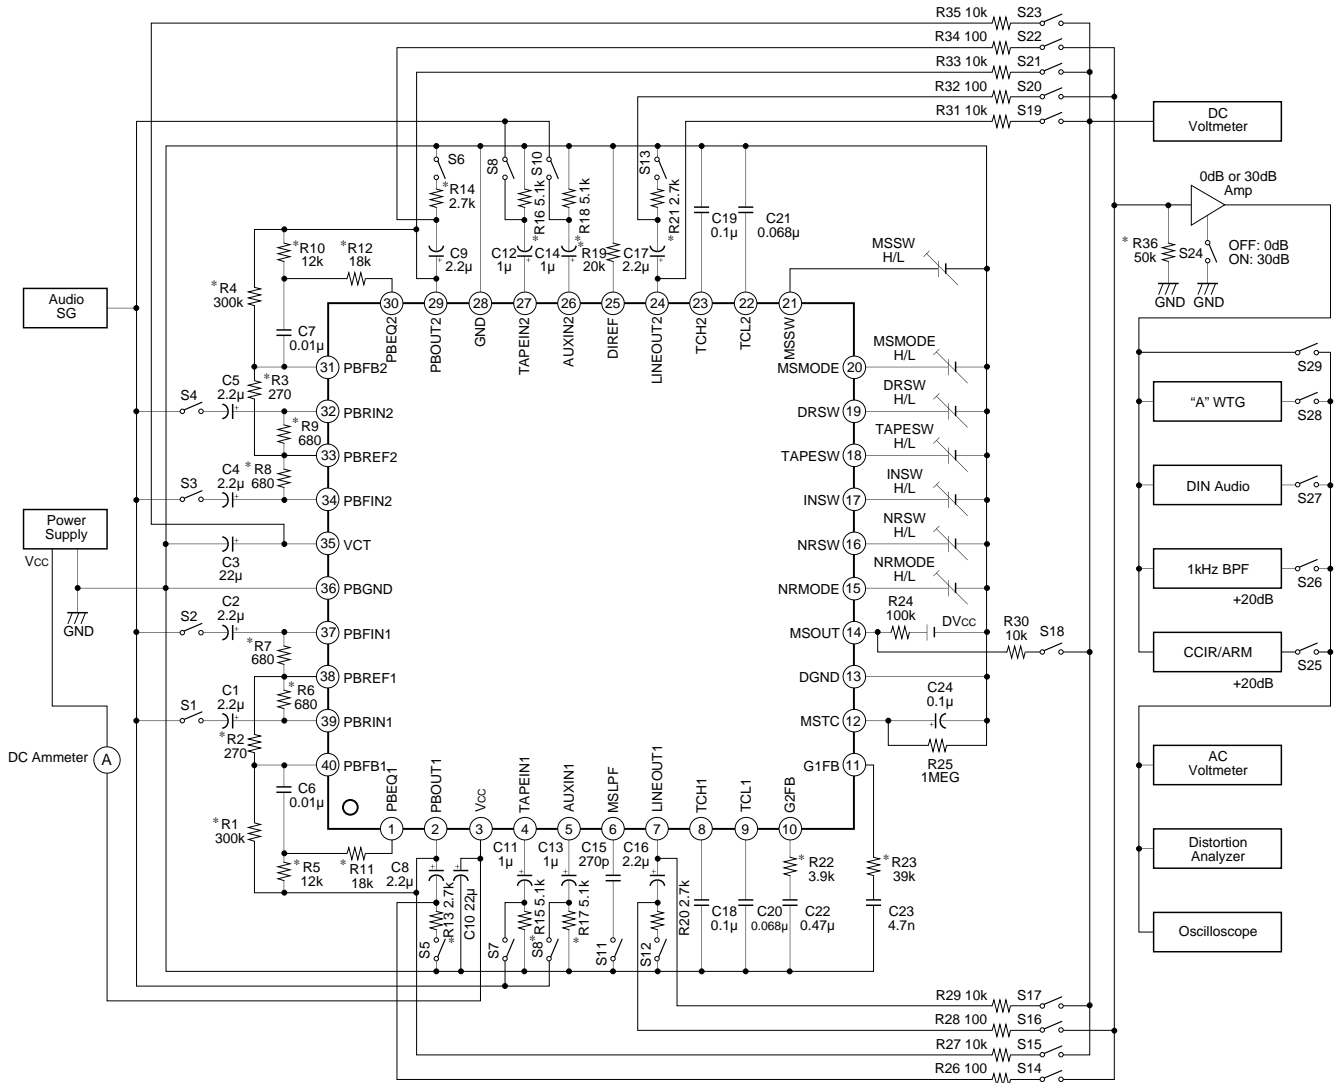 R35 10k S23
R34 100 S22
R33 10k S21
R32 100 S20
R31 10k S19
DC
Voltmeter
0dB or 30dB
Amp
*R36
50k
S24
OFF: 0dB
ON: 30dB
GND
GND
S6
*R14
2.7k
C9
2.2µ
S8
*R16 5.1k
C12
1µ
S10
*R18 5.1k
C14
1µ
*R19
20k
S13
*R21 2.7k
C17
2.2µ
C19
0.1µ
C21
0.068µ
MSSW
H/L
*R10
12k
*R12
18k
*R4
300k
C7
0.01µ
Audio
SG
30
29
28
27
26
25
24
23
22
21
PBEQ2
PBOUT2
GND
TAPEIN2
AUXIN2
DIREF
LINEOUT2
TCH2
TCL2
MSSW
31 PBFB2
32 PBRIN2
33 PBREF2
34 PBFIN2
35 VCT
36 PBGND
37 PBFIN1
38 PBREF1
39 PBRIN1
40 PBFB1
*R3
270
S4
C5
2.2µ
*R9
680
*R8
680
S3
C4
2.2µ
C3
22µ
Power
Supply
VCC
GND
S2
C2
2.2µ
*R7
680
*R6
680
S1
C1
2.2µ
*R2
270
DC Ammeter
A
C6
0.01µ
*R1
300k
*R5
12k
*R11
18k
MSMODE 20
DRSW 19
TAPESW 18
INSW 17
NRSW 16
NRMODE 15
MSOUT 14
DGND 13
MSTC 12
G1FB 11
MSMODE
H/L
DRSW
H/L
TAPESW
H/L
INSW
H/L
NRSW
H/L
NRMODE
H/L
R24
100k
DVCC
R30
10k
S18
C24
0.1µ
R25
1MEG
PBEQ1
PBOUT1
VCC
TAPEIN1
AUXIN1
MSLPF
LINEOUT1
TCH1
TCL1
G2FB
1
2
3
4
5
6
7
8
9
10
C8
2.2µ
*R13 2.7k
S5
C10 22µ
C11
1µ
S7
*R15 5.1k
C13
1µ
S8
*R17 5.1k
C15
270p
S11
C16
2.2µ
S12
R20 2.7k
C18
0.1µ
C20
0.068µ
*R22
3.9k
C22
0.47µ
*R23
39k
C23
4.7n
R29 10k S17
R28 100 S16
R27 10k S15
R26 100 S14
S29
“A” WTG
S28
DIN Audio
S27
1kHz BPF
S26
+20dB
CCIR/ARM
S25
+20dB
AC
Voltmeter
Distortion
Analyzer
Oscilloscope